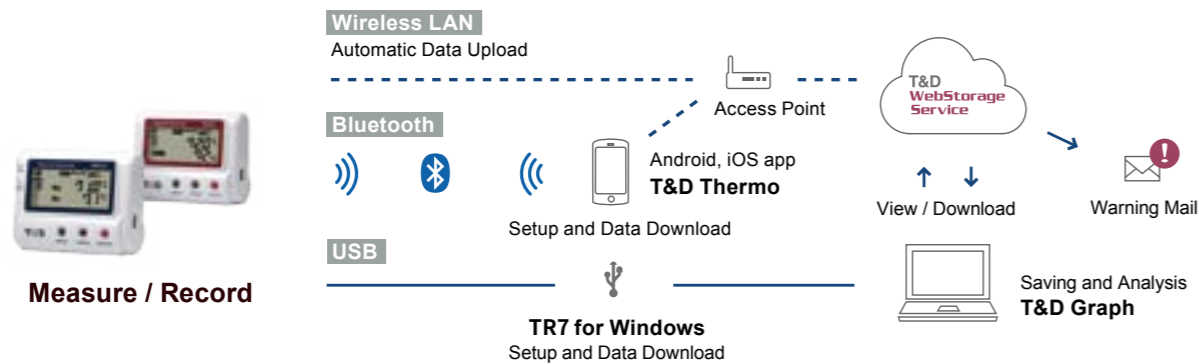 Wireless LAN
Automatic Data Upload
Access Point
T&D
WebStorage
Service
Bluetooth
Android, iOS app
T&D Thermo
Setup and Data Download
View / Download
Warning Mail
USB
Measure / Record
TR7 for Windows
Setup and Data Download
Saving and Analysis
T&D Graph